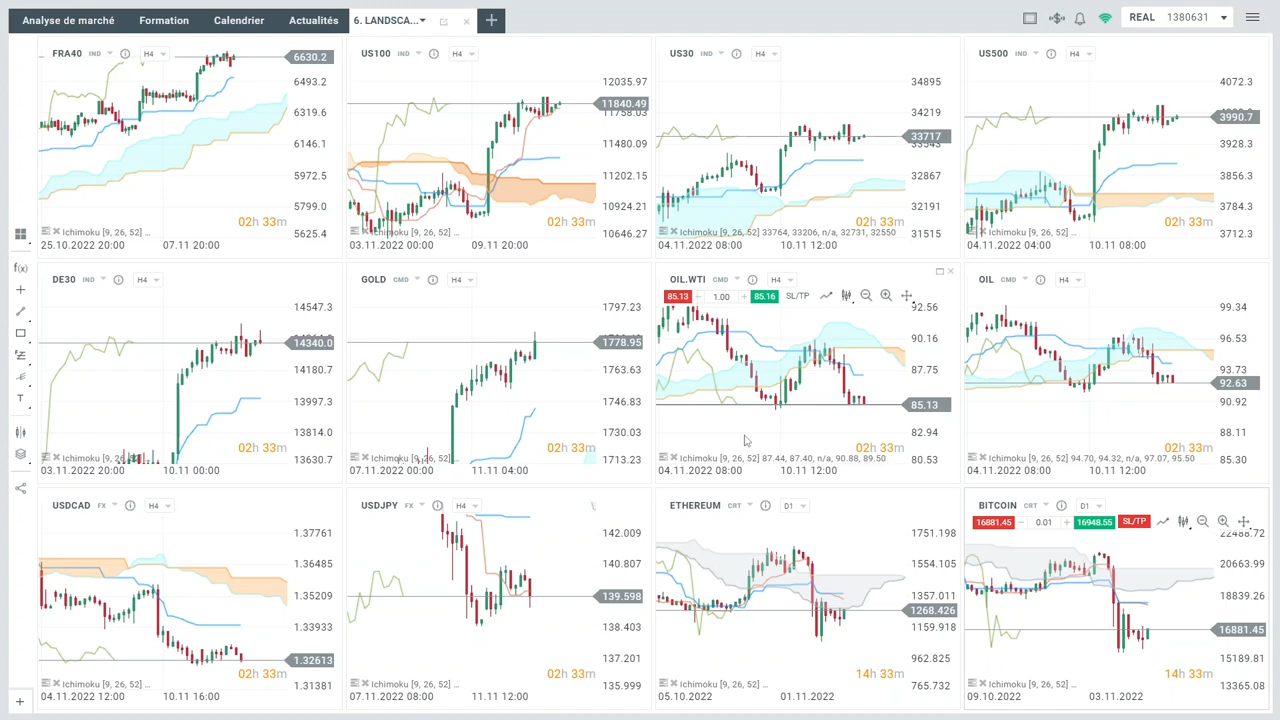 Analyse de marché Formation Calendrier Actualités 6. LANDSCA... REAL 1380631
FRA40 IND H4
6630.2
6493.2
6319.6
6146.1
5972.5
5799.0
5625.4
02h 33m
Ichimoku [9, 26, 52] ...
25.10.2022 20:00 07.11 20:00
US100 IND H4
12035.97
11840.49
11758.03
11480.09
11202.15
10924.21
10646.27
02h 33m
Ichimoku [9, 26, 52] ...
03.11.2022 00:00 09.11 20:00
US30 IND H4
34895
34219
33717
33543
32867
32191
31515
02h 33m
Ichimoku [9, 26, 52] 33764, 33206, n/a, 32731, 32550
04.11.2022 08:00 10.11 12:00
US500 IND H4
4072.3
3990.7
3928.3
3856.3
3784.3
3712.3
02h 33m
Ichimoku [9, 26, 52] ...
04.11.2022 04:00 10.11 08:00
DE30 IND H4
14547.3
14340.0
14180.7
13997.3
13814.0
13630.7
02h 33m
Ichimoku [9, 26, 52] ...
03.11.2022 20:00 10.11 00:00
GOLD CMD H4
1797.23
1778.95
1763.63
1746.83
1730.03
1713.23
02h 33m
Ichimoku [9, 26, 52] ...
07.11.2022 00:00 11.11 04:00
OIL.WTI CMD H4
85.13 − 1.00 + 85.16 SL/TP
92.56
90.16
87.75
85.13
82.94
80.53
02h 33m
Ichimoku [9, 26, 52] 87.44, 87.40, n/a, 90.88, 89.50
04.11.2022 08:00 10.11 12:00
OIL CMD H4
99.34
96.53
93.73
92.63
90.92
88.11
85.30
02h 33m
Ichimoku [9, 26, 52] 94.70, 94.32, n/a, 97.07, 95.50
04.11.2022 08:00 10.11 12:00
USDCAD FX H4
1.37761
1.36485
1.35209
1.33933
1.32613
1.31381
02h 33m
Ichimoku [9, 26, 52] ...
04.11.2022 12:00 10.11 16:00
USDJPY FX H4
142.009
140.807
139.598
138.403
137.201
135.999
02h 33m
Ichimoku [9, 26, 52] ...
07.11.2022 08:00 11.11 12:00
ETHEREUM CRT D1
1751.198
1554.105
1357.011
1268.426
1159.918
962.825
765.732
14h 33m
Ichimoku [9, 26, 52] ...
05.10.2022 01.11.2022
BITCOIN CRT D1
16881.45 − 0.01 + 16948.55 SL/TP
22488.72
20663.99
18839.26
16881.45
15189.81
13365.08
14h 33m
Ichimoku [9, 26, 52] ...
09.10.2022 03.11.2022
f(x)
T